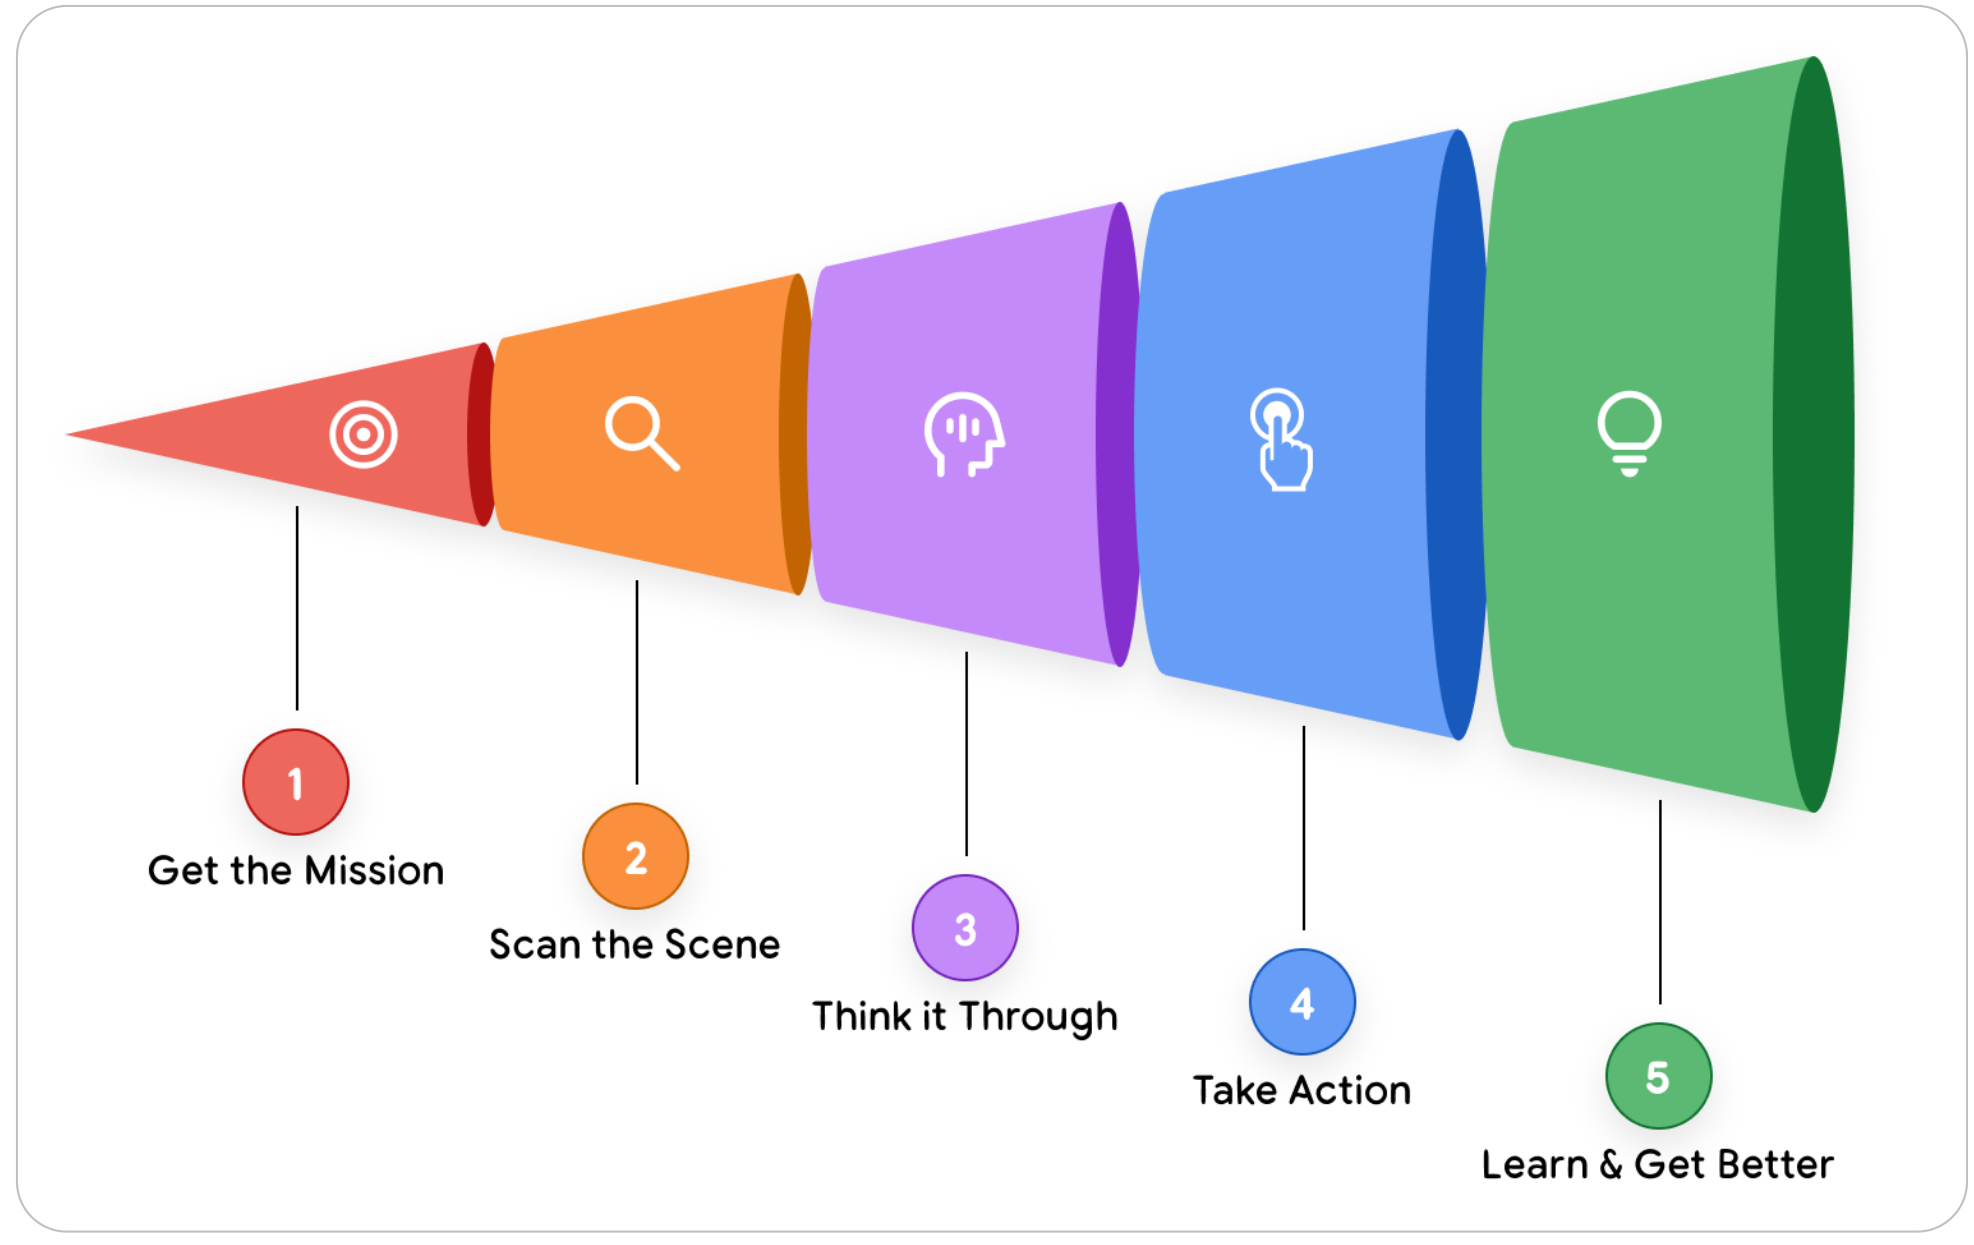 1
Get the Mission
2
Scan the Scene
3
Think it Through
4
Take Action
5
Learn & Get Better